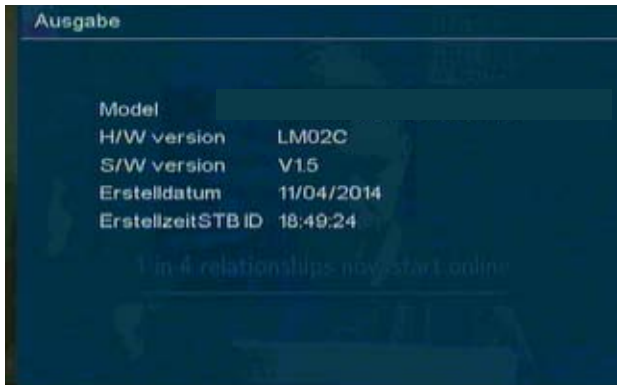 Ausgabe
Model
H/W version LM02C
S/W version V1.5
Erstelldatum 11/04/2014
ErstellzeitSTB ID 18:49:24
1 in 4 relationships now start online